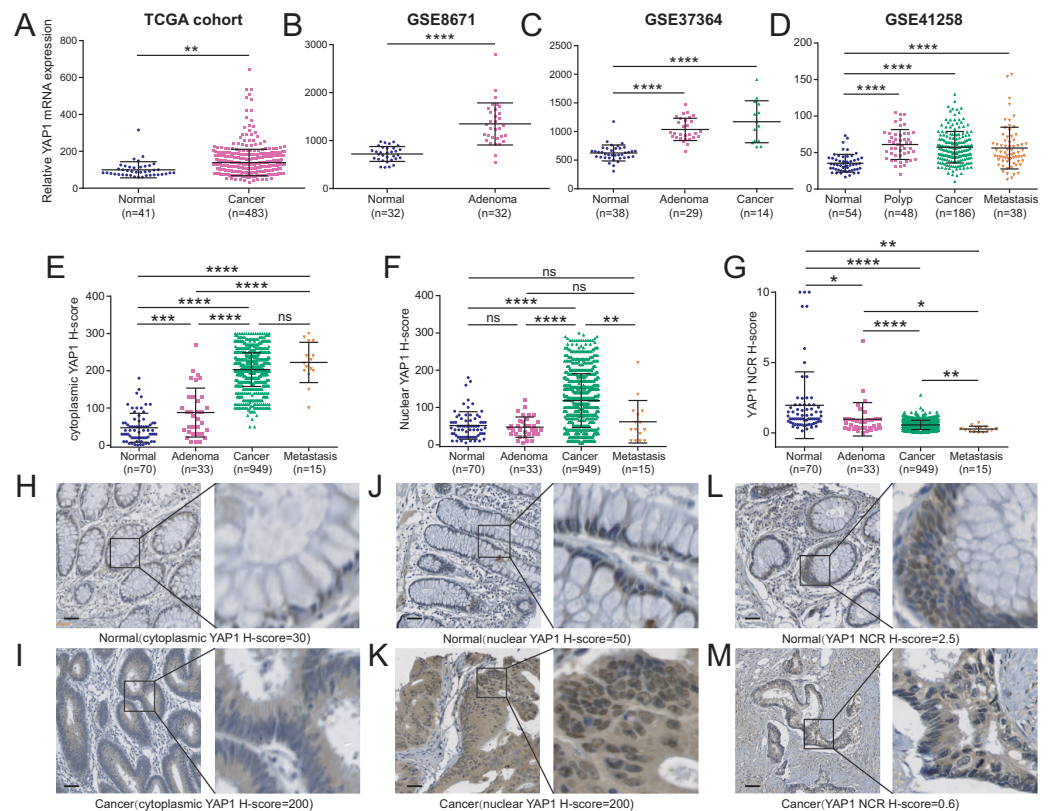 A
TCGA cohort
Relative YAP1 mRNA expression
800
600
400
200
0
**
Normal
(n=41)
Cancer
(n=483)
B
GSE8671
3000
2000
1000
0
****
Normal
(n=32)
Adenoma
(n=32)
C
GSE37364
2500
2000
1500
1000
500
0
****
****
Normal
(n=38)
Adenoma
(n=29)
Cancer
(n=14)
D
GSE41258
200
150
100
50
0
****
****
****
Normal
(n=54)
Polyp
(n=48)
Cancer
(n=186)
Metastasis
(n=38)
E
cytoplasmic YAP1 H-score
400
300
200
100
0
****
****
****
***
****
ns
Normal
(n=70)
Adenoma
(n=33)
Cancer
(n=949)
Metastasis
(n=15)
F
Nuclear YAP1 H-score
400
300
200
100
0
ns
ns
****
ns
****
**
Normal
(n=70)
Adenoma
(n=33)
Cancer
(n=949)
Metastasis
(n=15)
G
YAP1 NCR H-score
10
5
0
**
****
*
*
****
**
Normal
(n=70)
Adenoma
(n=33)
Cancer
(n=949)
Metastasis
(n=15)
H
Normal(cytoplasmic YAP1 H-score=30)
J
Normal(nuclear YAP1 H-score=50)
L
Normal(YAP1 NCR H-score=2.5)
I
Cancer(cytoplasmic YAP1 H-score=200)
K
Cancer(nuclear YAP1 H-score=200)
M
Cancer(YAP1 NCR H-score=0.6)